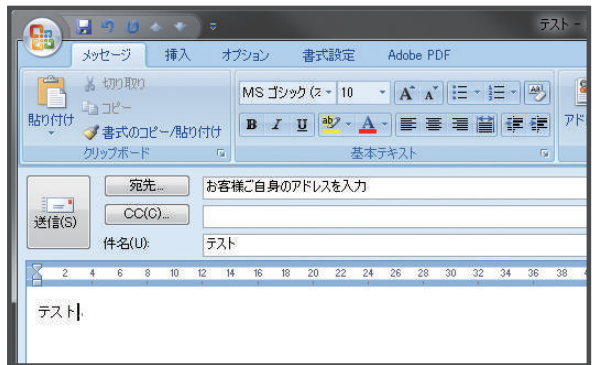 テスト -
メッセージ 挿入 オプション 書式設定 Adobe PDF
切り取り
コピー
書式のコピー/貼り付け
貼り付け
クリップボード
MS ゴシック (ス 10
A A
B I U ab A
基本テキスト
アド
宛先...
お客様ご自身のアドレスを入力
CC(C)...
送信(S)
件名(U):
テスト
2 4 6 8 10 12 14 16 18 20 22 24 26 28 30 32 34 36 38
テスト